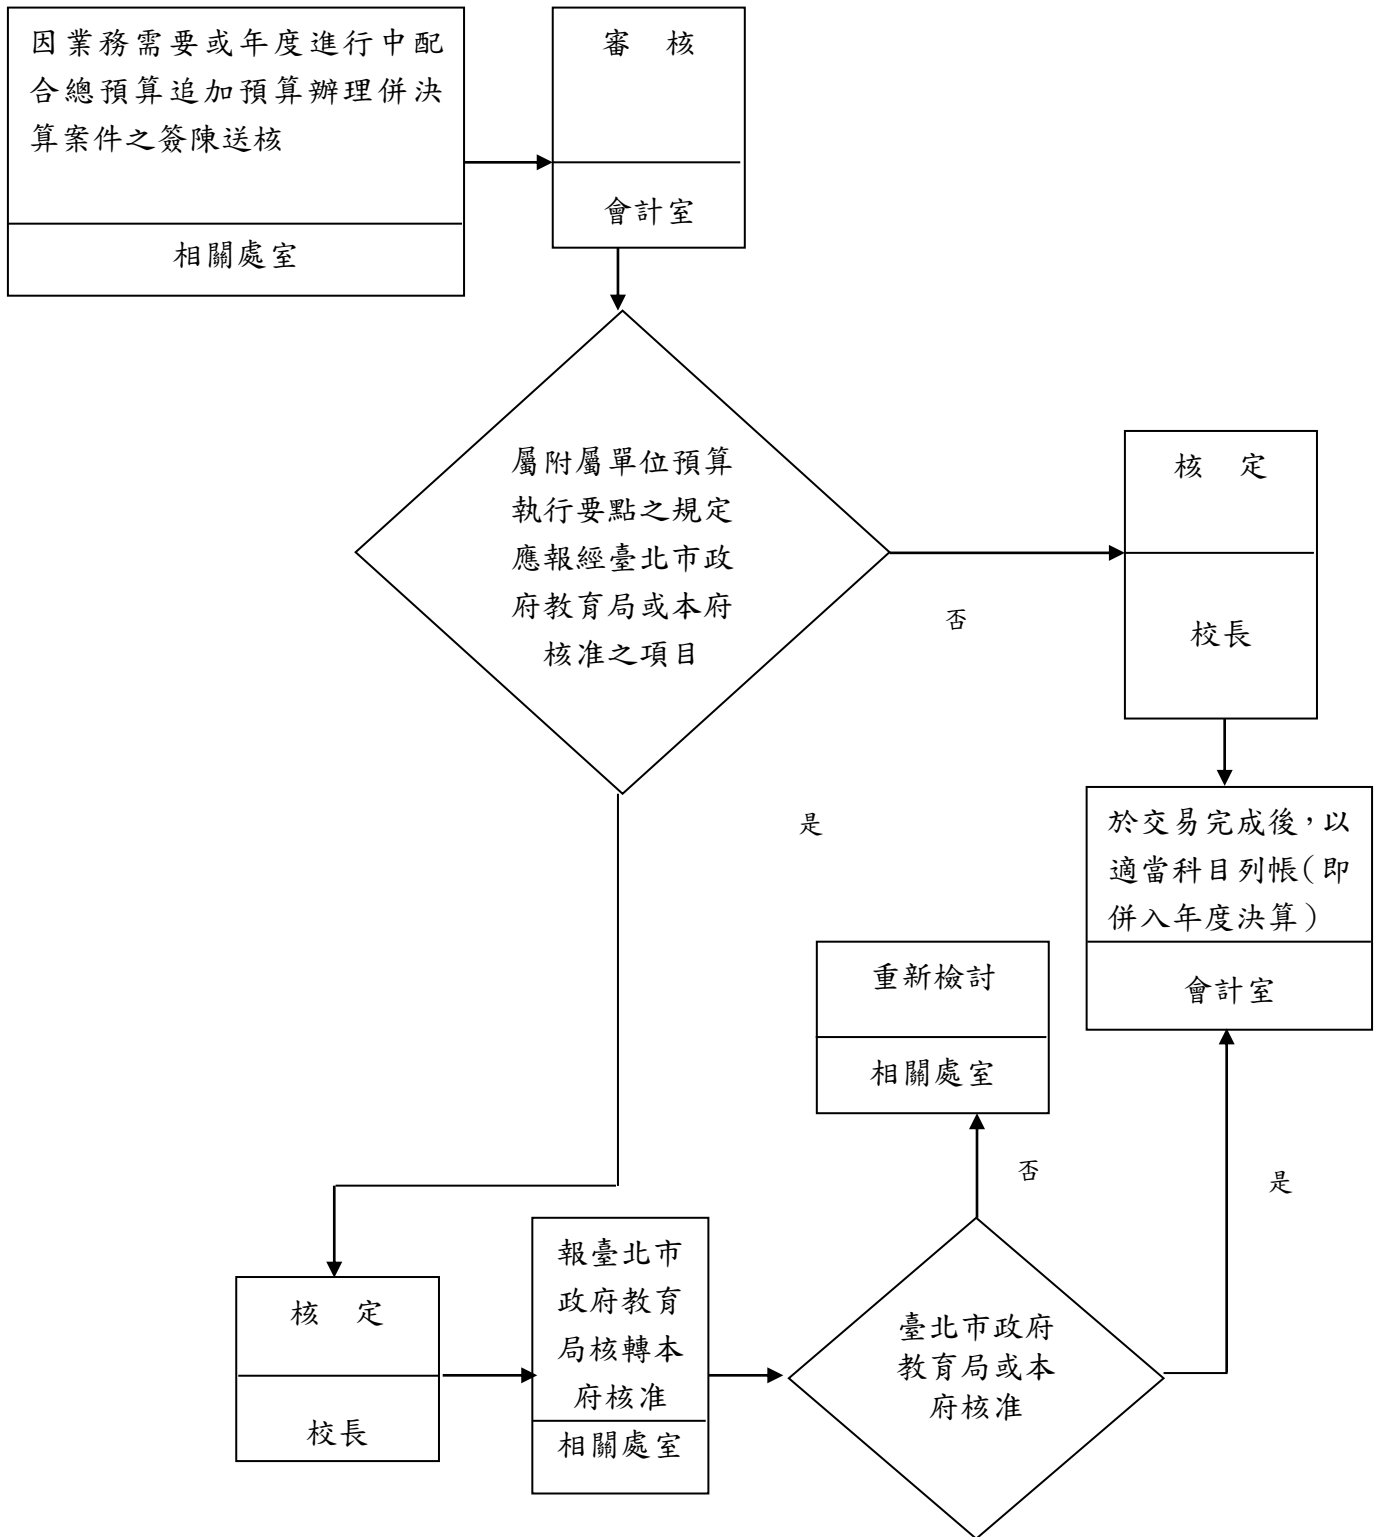 因業務需要或年度進行中配
合總預算追加預算辦理併決
算案件之簽陳送核
相關處室
審 核
會計室
屬附屬單位預算
執行要點之規定
應報經臺北市政
府教育局或本府
核准之項目
否
核 定
校長
是
於交易完成後，以
適當科目列帳（即
併入年度決算）
會計室
重新檢討
相關處室
否
是
核 定
校長
報臺北市
政府教育
局核轉本
府核准
相關處室
臺北市政府
教育局或本
府核准